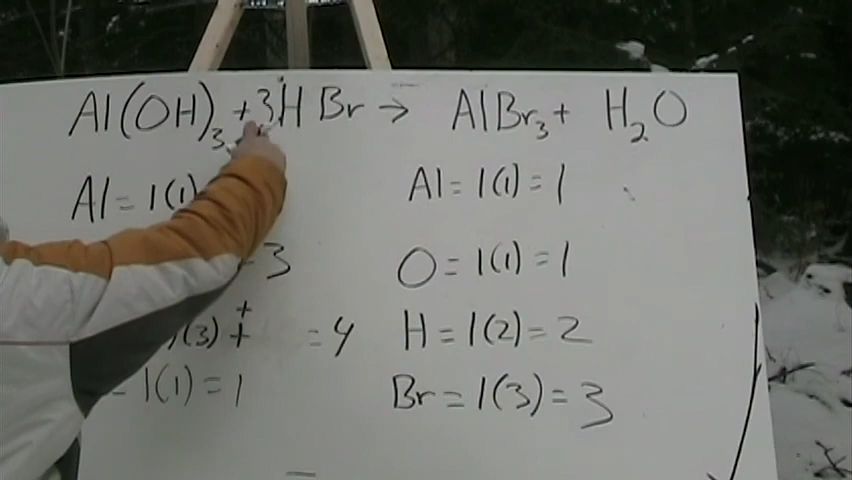 Al(OH)₃ + 3HBr → AlBr₃ + H₂O
Al = 1(1)
3
(3) + = 4
- 1(1) = 1
Al = 1(1) = 1
O = 1(1) = 1
H = 1(2) = 2
Br = 1(3) = 3